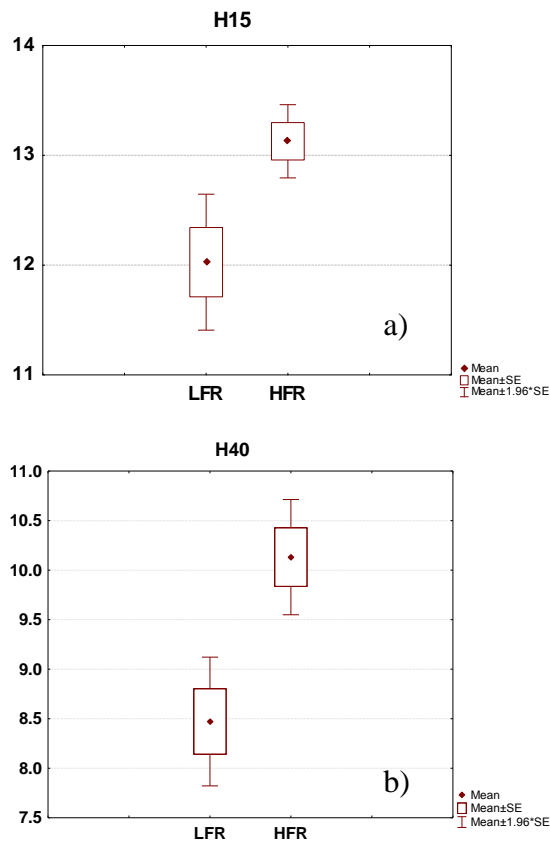 H15
14
13
12
11
a)
LFR HFR
Mean
Mean±SE
Mean±1.96*SE
H40
11.0
10.5
10.0
9.5
9.0
8.5
8.0
7.5
b)
LFR HFR
Mean
Mean±SE
Mean±1.96*SE